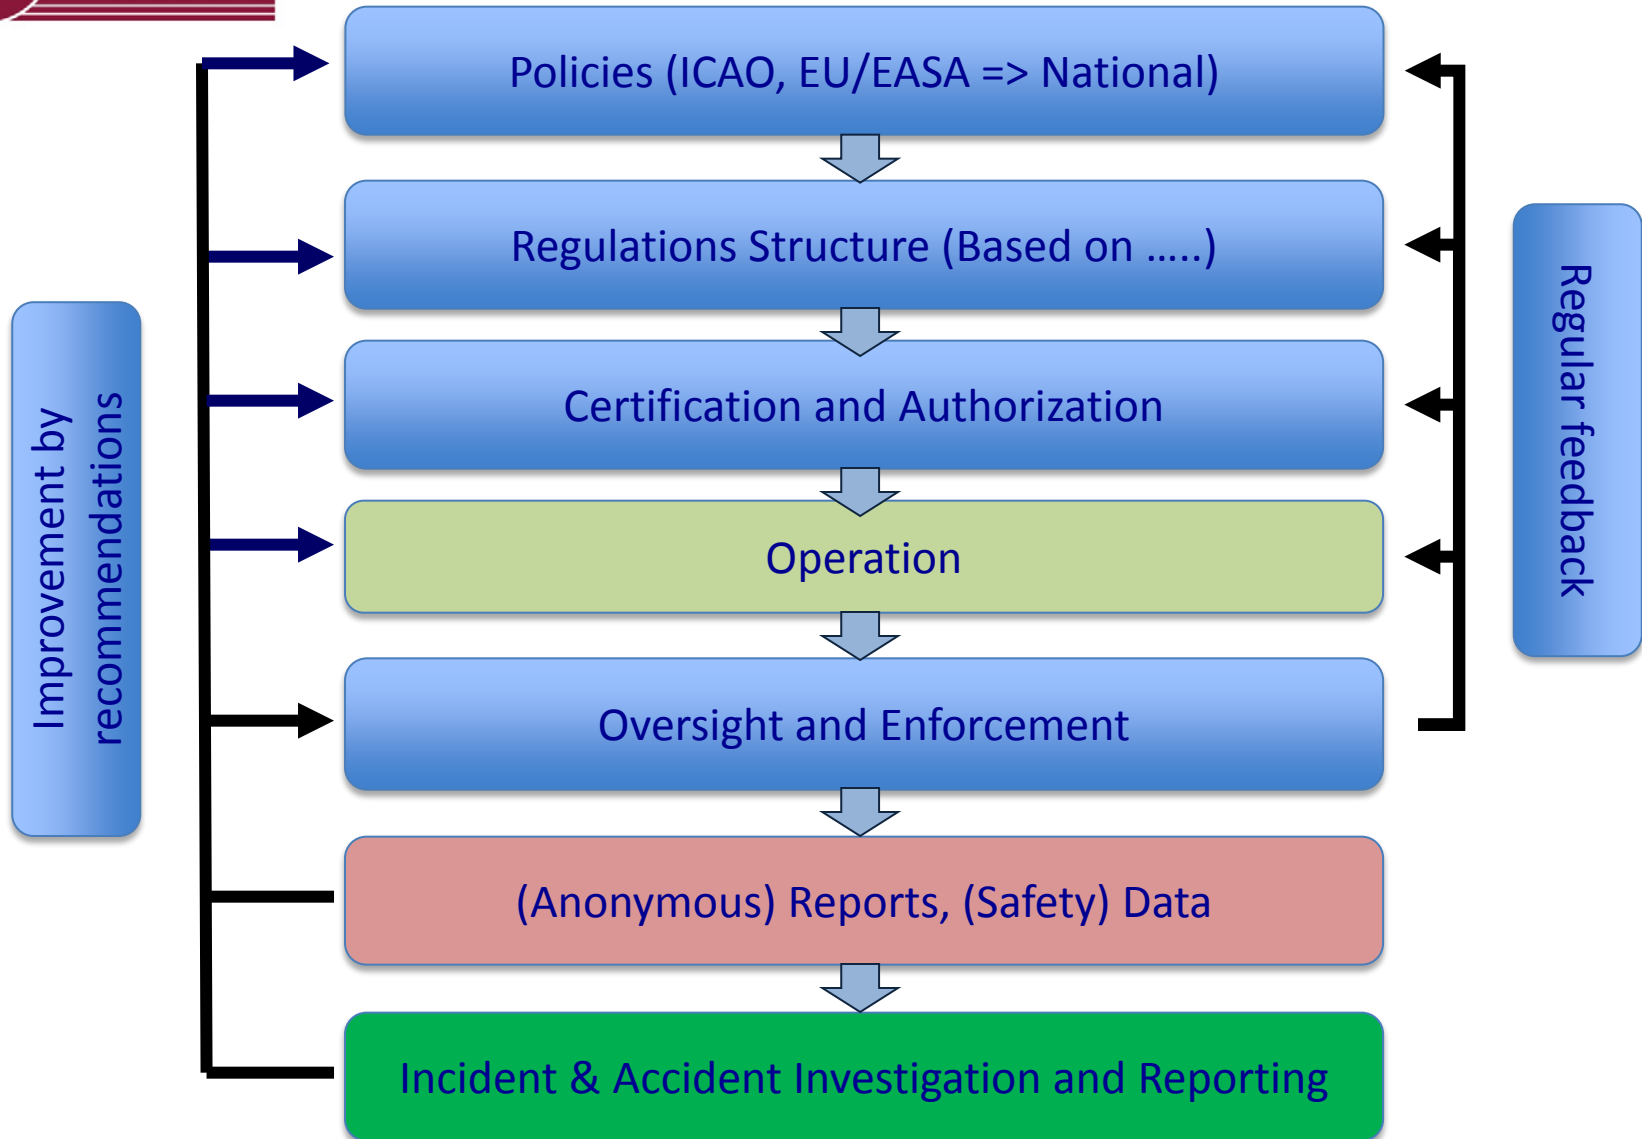 Policies (ICAO, EU/EASA => National)
Regulations Structure (Based on .....)
Certification and Authorization
Operation
Oversight and Enforcement
(Anonymous) Reports, (Safety) Data
Incident & Accident Investigation and Reporting
Improvement by
recommendations
Regular feedback